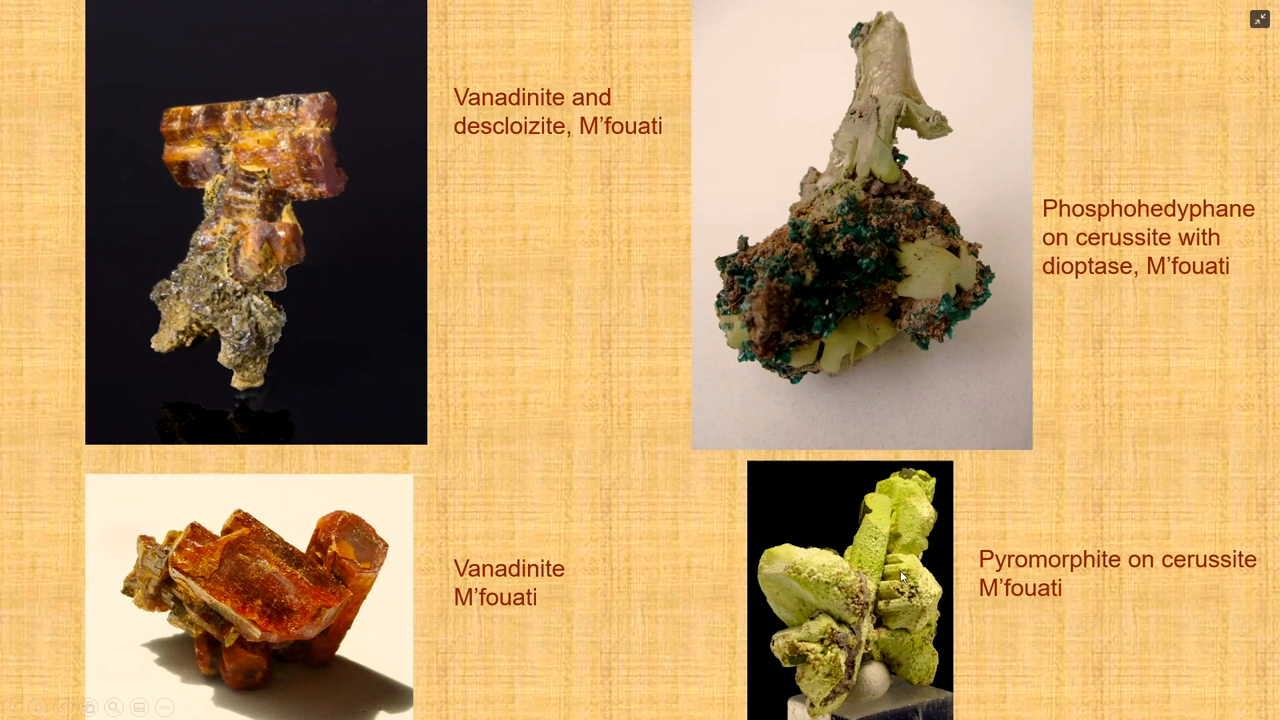 Vanadinite and
descloizite, M’fouati
Phosphohedyphane
on cerussite with
dioptase, M’fouati
Vanadinite
M’fouati
Pyromorphite on cerussite
M’fouati